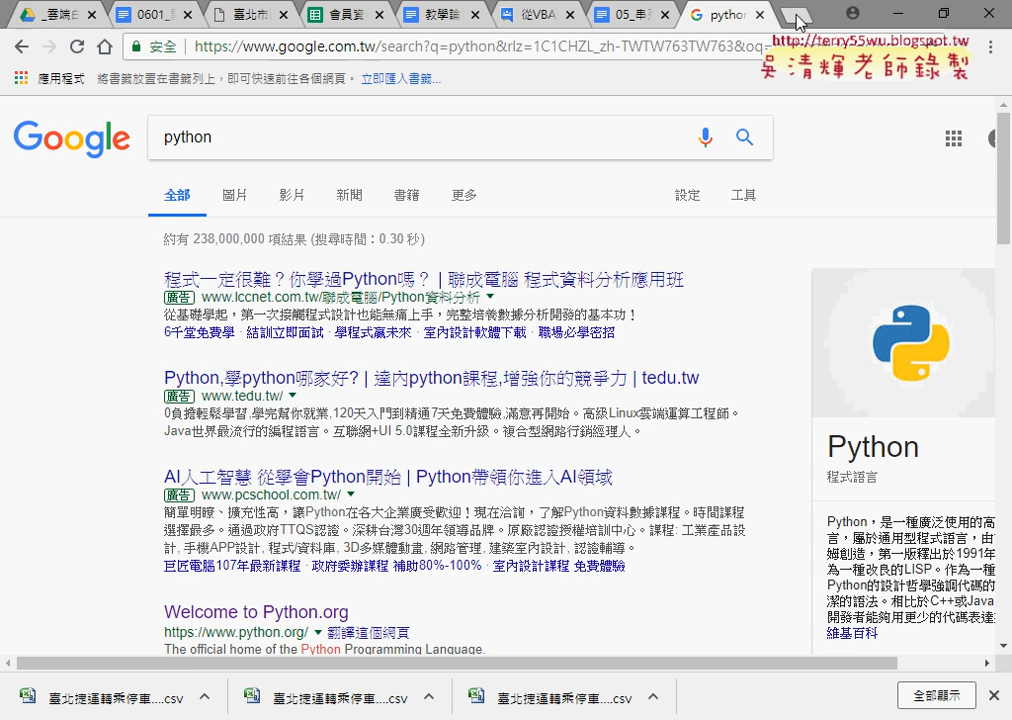 _雲端白
0601_
臺北市
會員資
教學論
從VBA
05_串列
python
安全
https://www.google.com.tw/search?q=python&rlz=1C1CHZL_zh-TWTW763TW763&oq=
http://terry55wu.blogspot.tw
吳清輝老師錄製
應用程式
將書籤放置在書籤列上，即可快速前往各個網頁。
立即匯入書籤...
Google
python
全部
圖片
影片
新聞
書籍
更多
設定
工具
約有 238,000,000 項結果 (搜尋時間：0.30 秒)
程式一定很難？你學過Python嗎？ | 聯成電腦 程式資料分析應用班
廣告 www.lccnet.com.tw/聯成電腦/Python資料分析
從基礎學起，第一次接觸程式設計也能無痛上手，完整培養數據分析開發的基本功！
6千堂免費學 · 結訓立即面試 · 學程式贏未來 · 室內設計軟體下載 · 職場必學密招
Python,學python哪家好? | 達內python課程,增強你的競爭力 | tedu.tw
廣告 www.tedu.tw/
0負擔輕鬆學習,學完幫你就業,120天入門到精通7天免費體驗,滿意再開始。高級Linux雲端運算工程師。
Java世界最流行的編程語言。互聯網+UI 5.0課程全新升級。複合型網路行銷經理人。
AI人工智慧 從學會Python開始 | Python帶領你進入AI領域
廣告 www.pcschool.com.tw/
簡單明瞭、擴充性高，讓Python在各大企業廣受歡迎！現在洽詢，了解Python資料數據課程。時間課程
選擇最多。通過政府TTQS認證。深耕台灣30週年領導品牌。原廠認證授權培訓中心。課程: 工業產品設
計, 手機APP設計, 程式/資料庫, 3D多媒體動畫, 網路管理, 建築室內設計, 認證輔導。
巨匠電腦107年最新課程 · 政府委辦課程 補助80%-100% · 室內設計課程 免費體驗
Welcome to Python.org
https://www.python.org/ 翻譯這個網頁
The official home of the Python Programming Language.
Python
程式語言
Python，是一種廣泛使用的高
言，屬於通用型程式語言，由
姆創造，第一版釋出於1991年
為一種改良的LISP。作為一種
Python的設計哲學強調代碼的
潔的語法。相比於C++或Java
開發者能夠用更少的代碼表達
維基百科
臺北捷運轉乘停車....csv
臺北捷運轉乘停車....csv
臺北捷運轉乘停車....csv
全部顯示